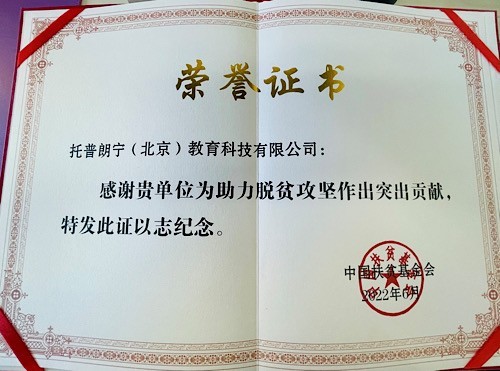 荣誉证书
托普朗宁（北京）教育科技有限公司：
感谢贵单位为助力脱贫攻坚作出突出贡献，
特发此证以志纪念。
中国扶贫基金会
2022年6月